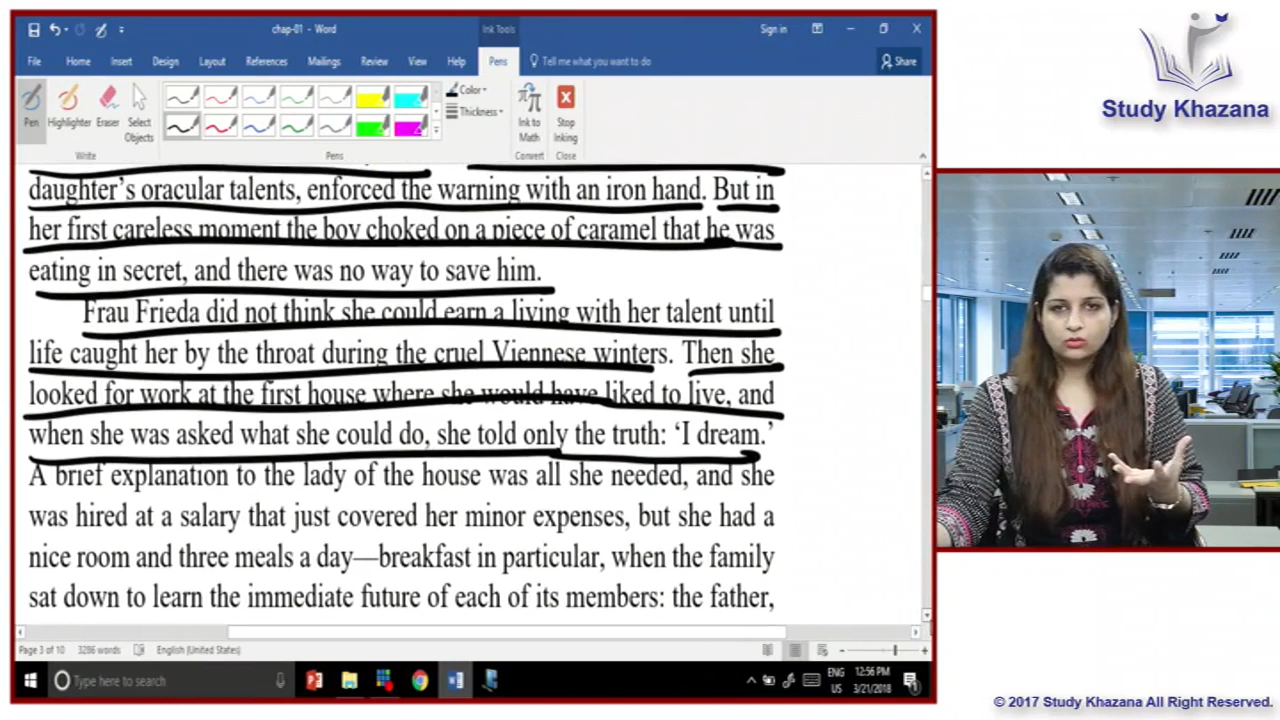 chap-01 - Word
Ink Tools
Sign in
File Home Insert Design Layout References Mailings Review View Help Pens Tell me what you want to do Share
Pen Highlighter Eraser Select Objects
Color
Thickness
Ink to Math
Stop Inking
Write Pens Convert Close
Study Khazana
daughter's oracular talents, enforced the warning with an iron hand. But in
her first careless moment the boy choked on a piece of caramel that he was
eating in secret, and there was no way to save him.
Frau Frieda did not think she could earn a living with her talent until
life caught her by the throat during the cruel Viennese winters. Then she
looked for work at the first house where she would have liked to live, and
when she was asked what she could do, she told only the truth: ‘I dream.’
A brief explanation to the lady of the house was all she needed, and she
was hired at a salary that just covered her minor expenses, but she had a
nice room and three meals a day—breakfast in particular, when the family
sat down to learn the immediate future of each of its members: the father,
Page 3 of 10 3286 words English (United States)
Type here to search
ENG
US
12:56 PM
3/21/2018
© 2017 Study Khazana All Right Reserved.